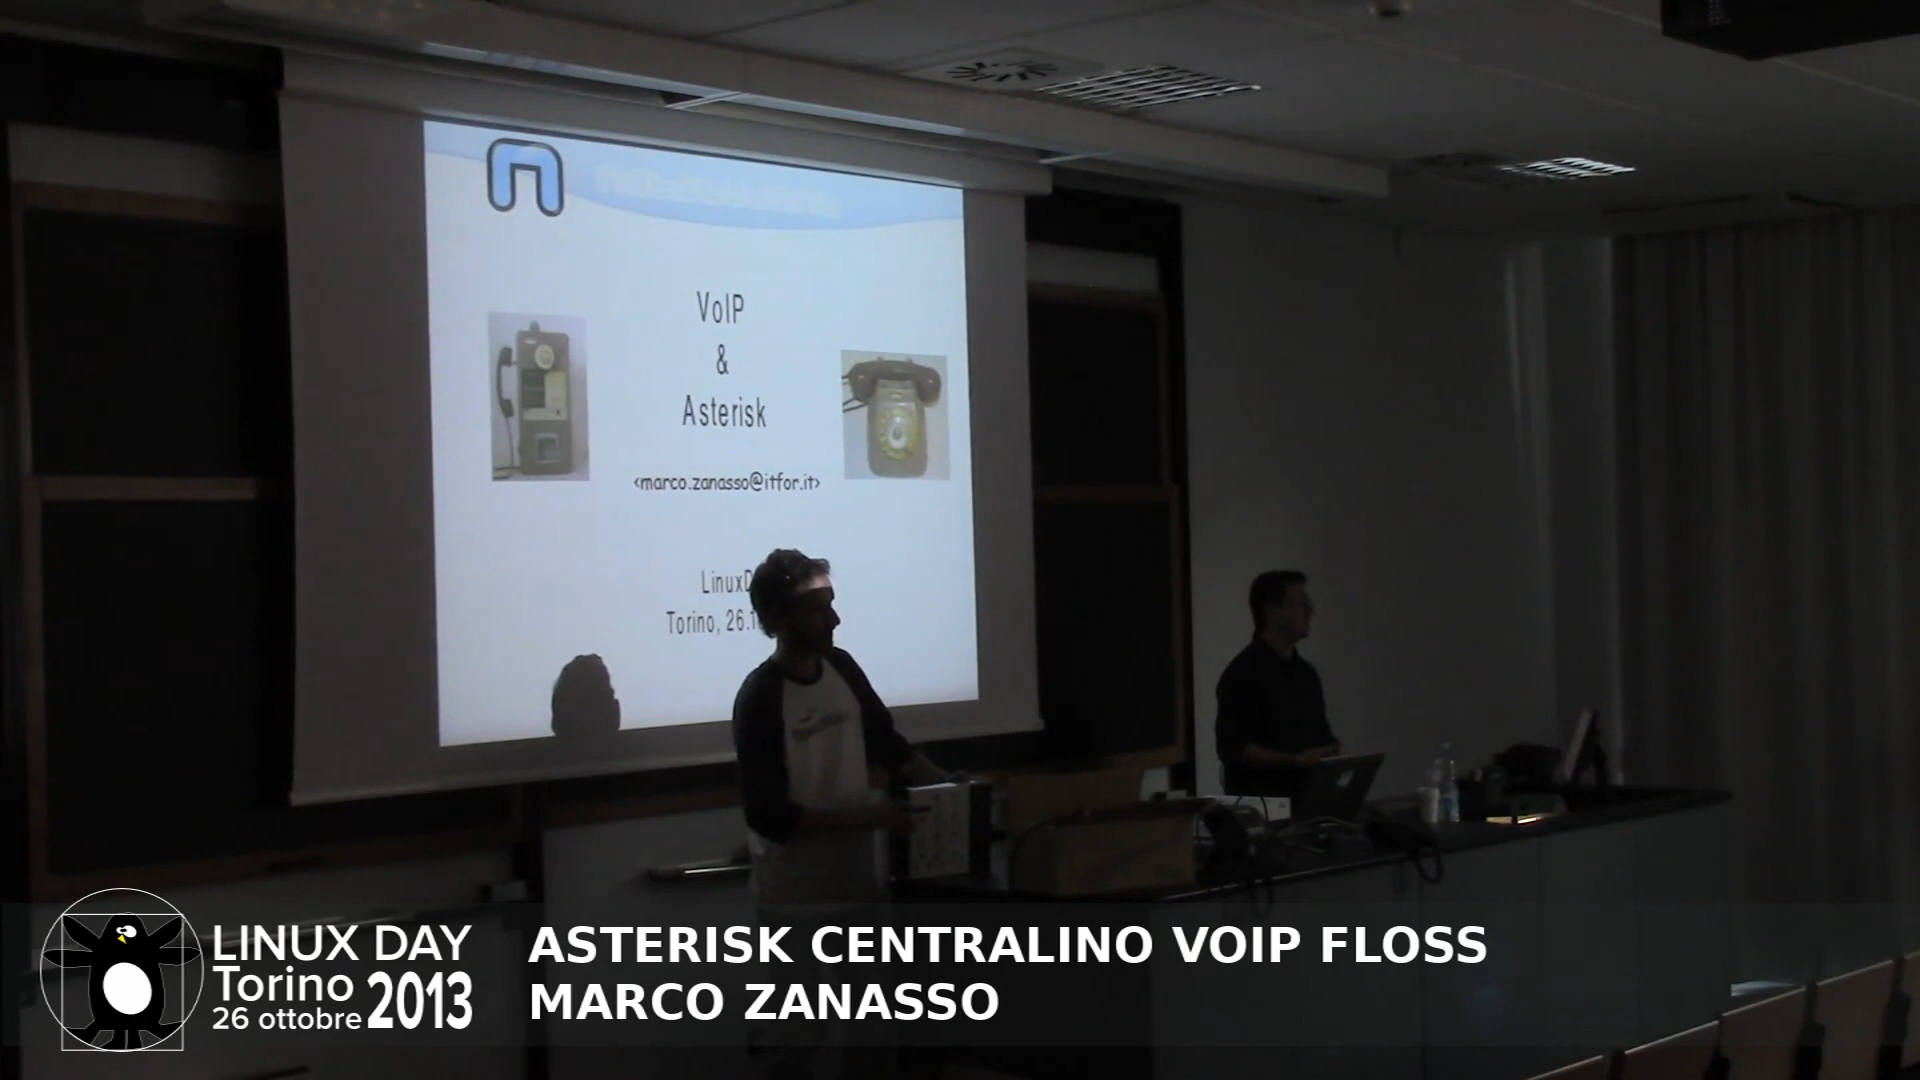 VoIP
&
Asterisk
<marco.zanasso@itfor.it>
Torino, 26.
LINUX DAY
Torino
26 ottobre 2013
ASTERISK CENTRALINO VOIP FLOSS
MARCO ZANASSO